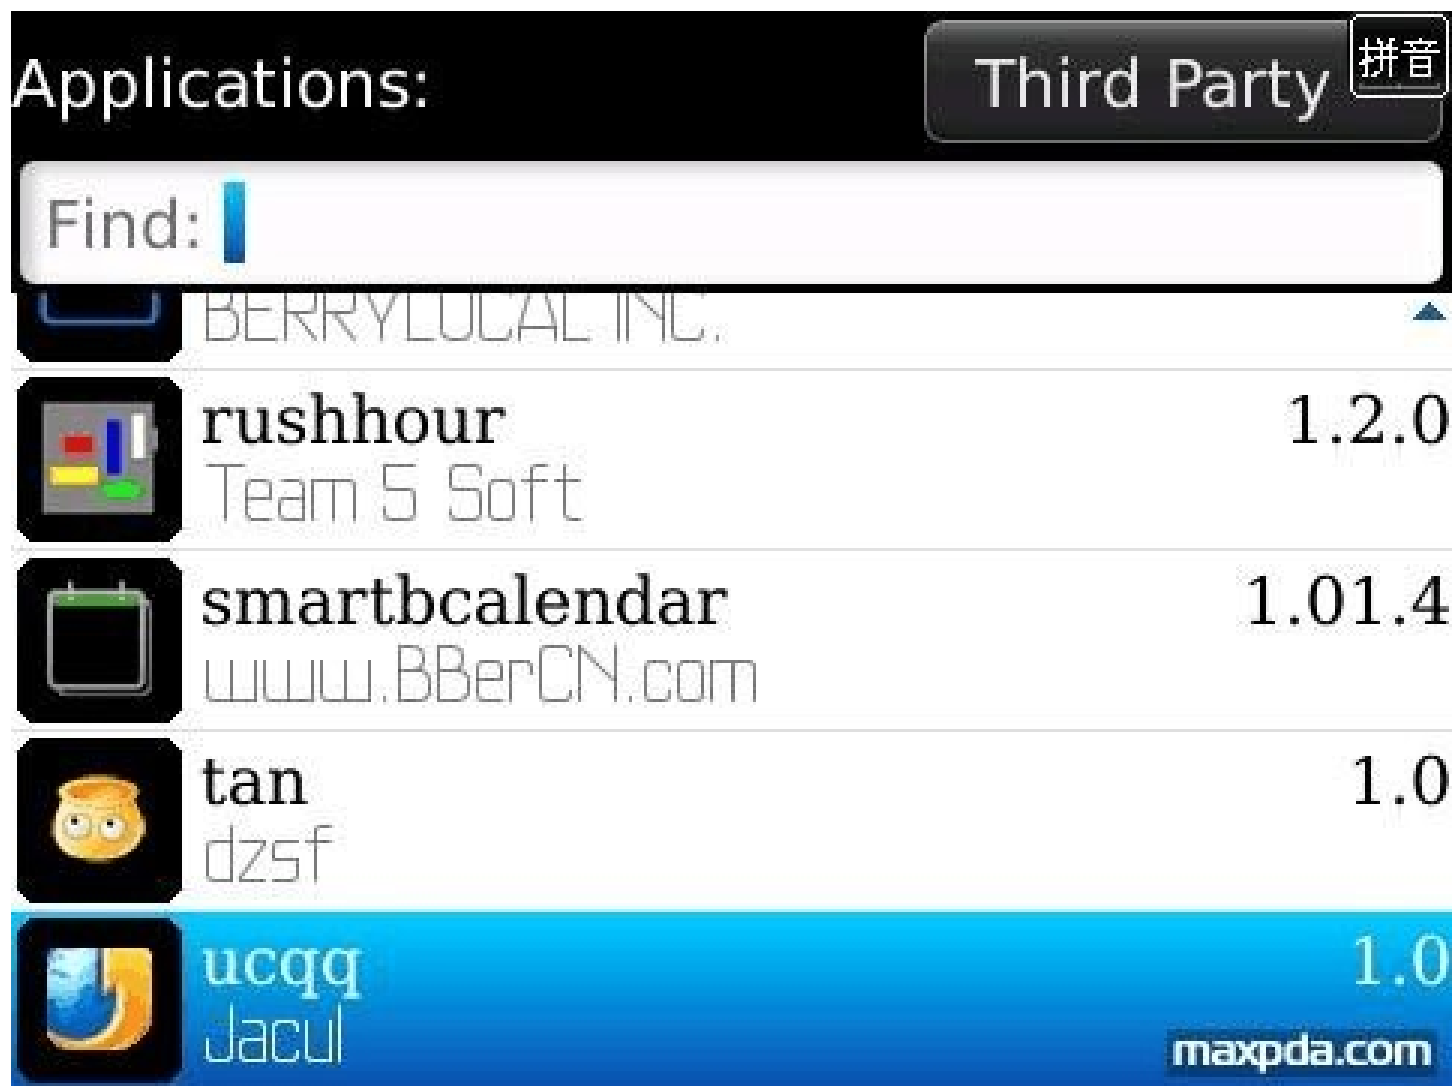 Applications:
Third Party
拼音
Find:
BERRYLOCAL INC.
rushhour
1.2.0
Team 5 Soft
smartbcalendar
1.01.4
www.BBerCN.com
tan
1.0
dzsf
ucqq
1.0
Jacul
maxpda.com